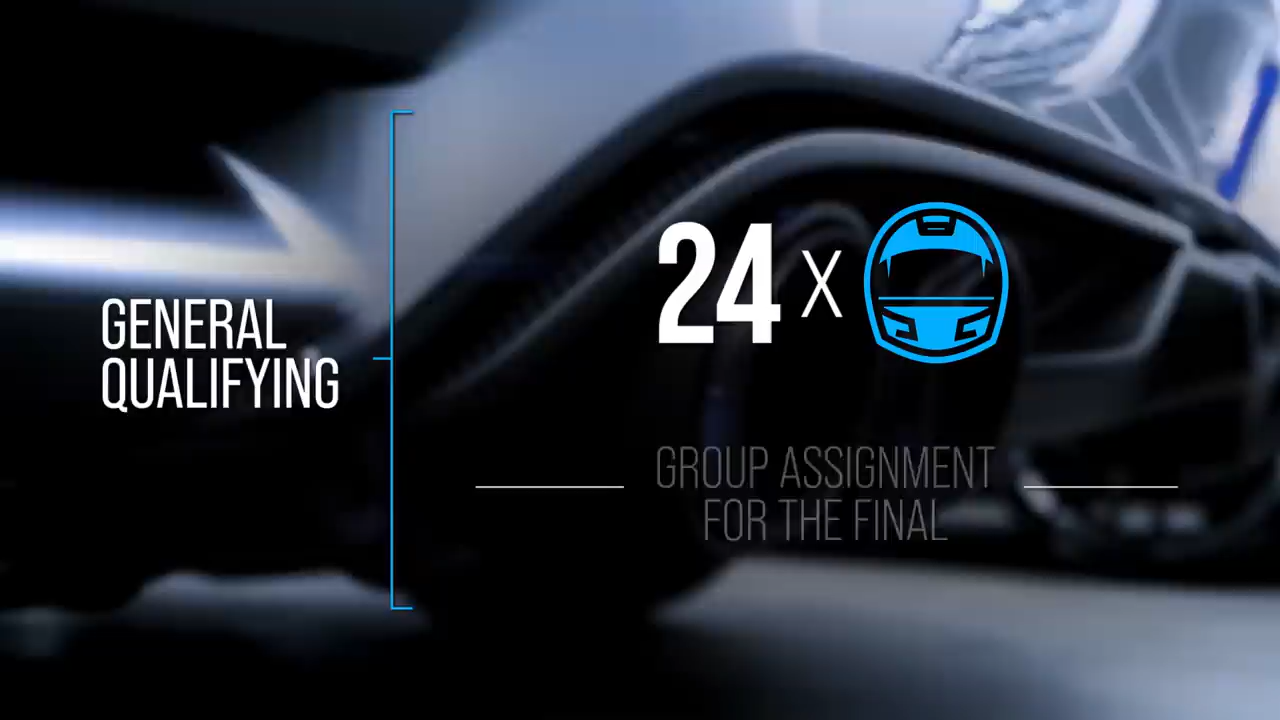 GENERAL
QUALIFYING
24 X
GROUP ASSIGNMENT
FOR THE FINAL